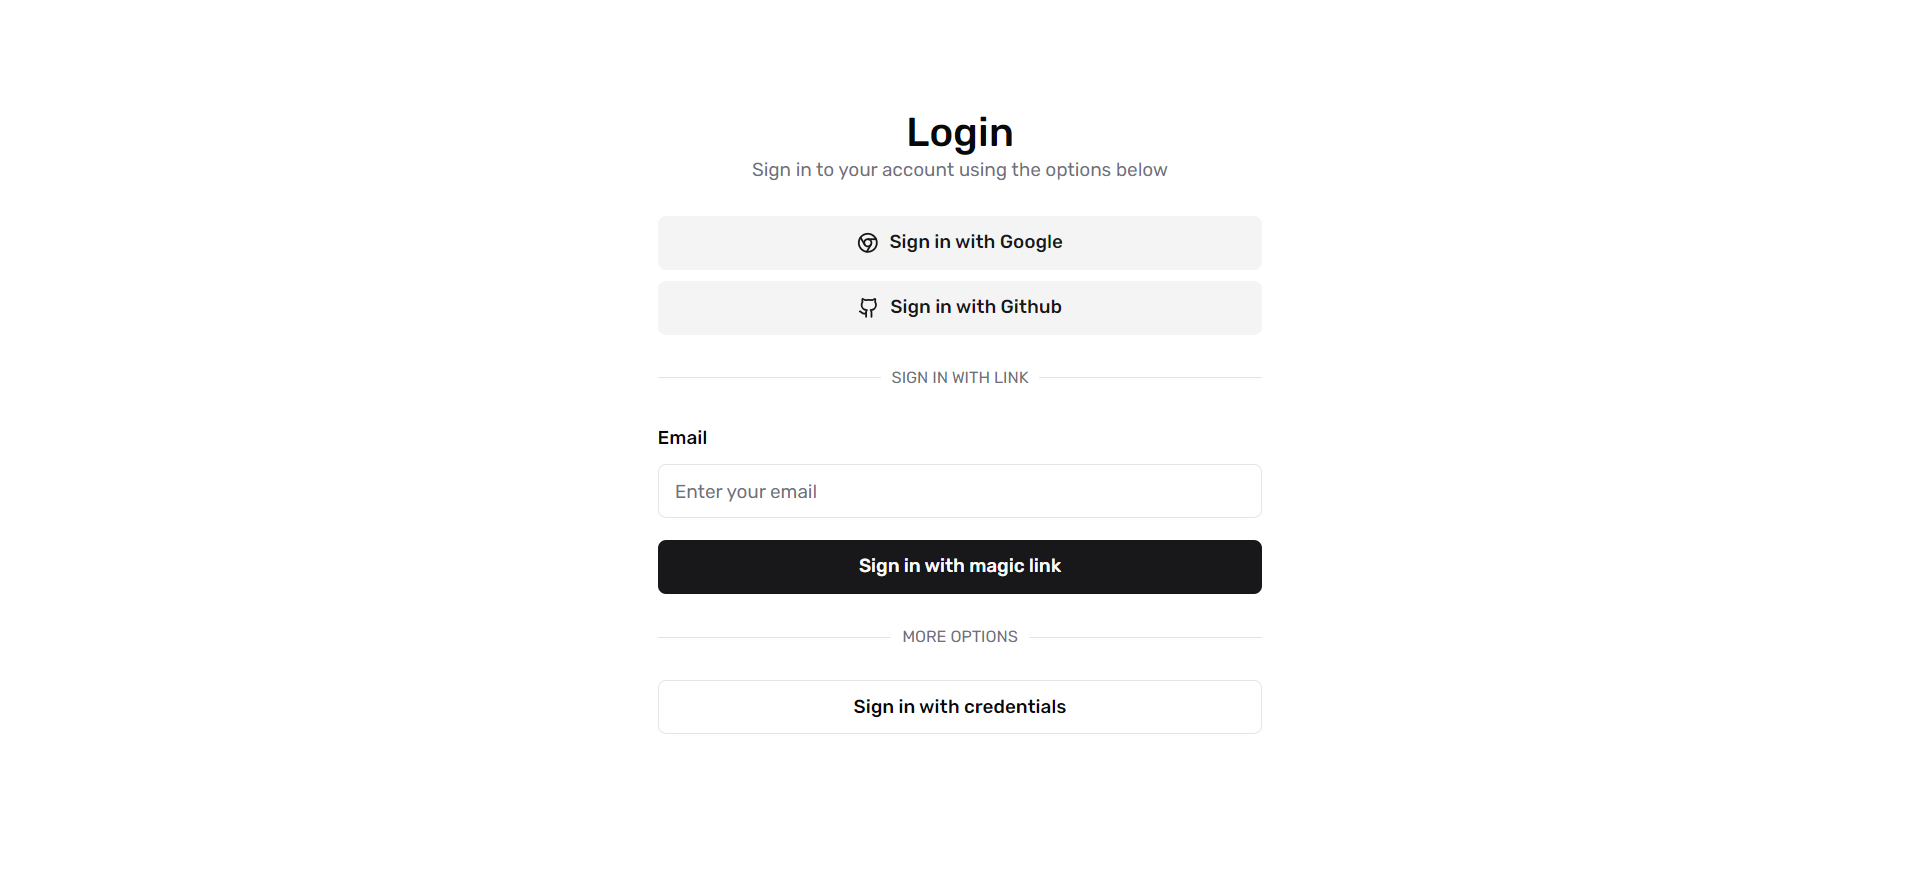 Login
Sign in to your account using the options below
Sign in with Google
Sign in with Github
SIGN IN WITH LINK
Email
Enter your email
Sign in with magic link
MORE OPTIONS
Sign in with credentials